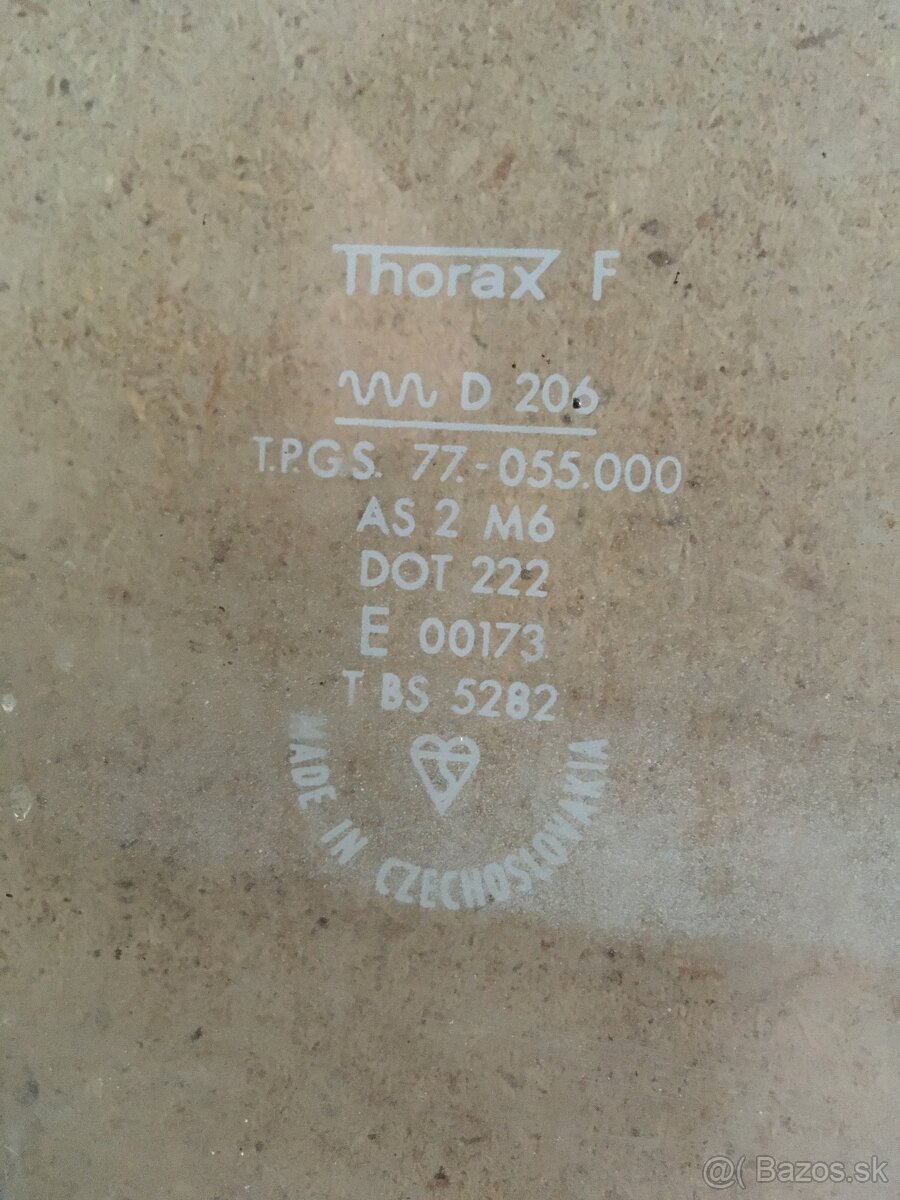 Thorax F
D 206
T.P.G.S. 77.-055.000
AS 2 M6
DOT 222
E 00173
T BS 5282
MADE IN CZECHOSLOVAKIA
@( Bazos.sk